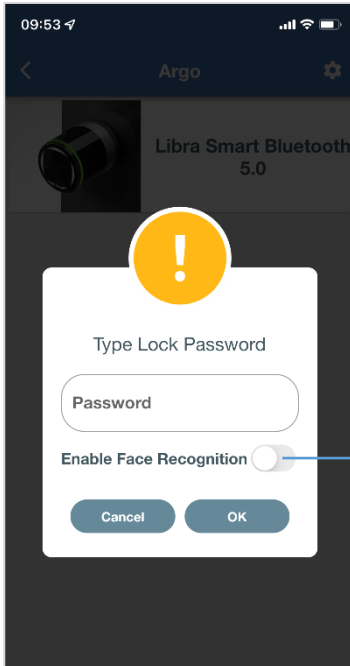 09:53
Argo
Libra Smart Bluetooth
5.0
!
Type Lock Password
Password
Enable Face Recognition
Cancel
OK